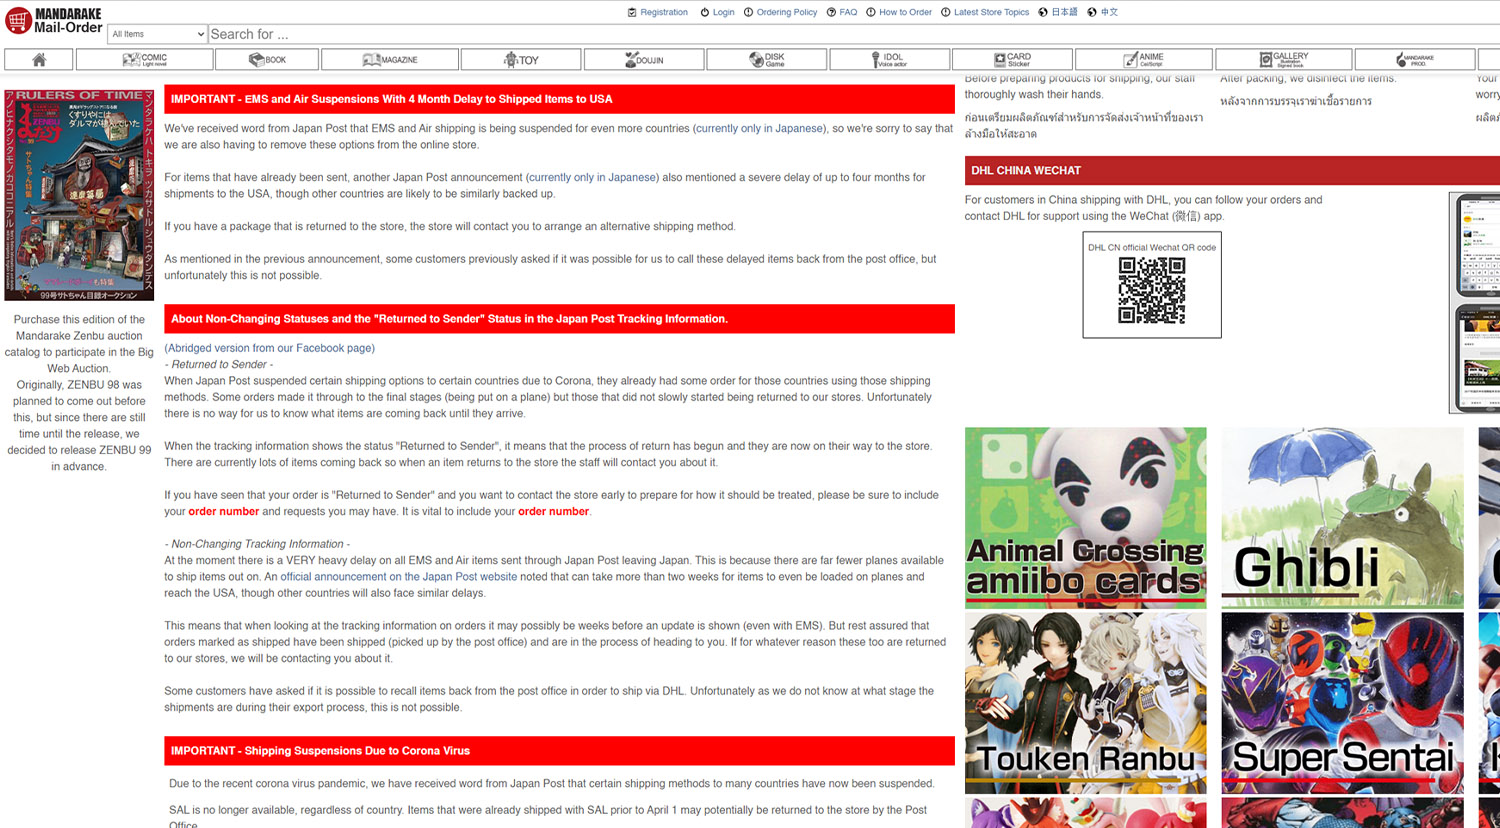 MANDARAKE
Mail-Order
Registration
Login
Ordering Policy
FAQ
How to Order
Latest Store Topics
日本語
中文
All Items
Search for ...
COMIC
Light novel
BOOK
MAGAZINE
TOY
DOUJIN
DISK
Game
IDOL
Voice actor
CARD
Sticker
ANIME
Cel/Script
GALLERY
Illustration
Signed book
MANDARAKE
PROD.
RULERS OF TIME
くすりやには
ダルマが棲んでいた
サトちゃん特集
99号サトちゃん目録オークション
Purchase this edition of the
Mandarake Zenbu auction
catalog to participate in the Big
Web Auction.
Originally, ZENBU 98 was
planned to come out before
this, but since there are still
time until the release, we
decided to release ZENBU 99
in advance.
IMPORTANT - EMS and Air Suspensions With 4 Month Delay to Shipped Items to USA
We've received word from Japan Post that EMS and Air shipping is being suspended for even more countries (currently only in Japanese), so we're sorry to say that
we are also having to remove these options from the online store.
For items that have already been sent, another Japan Post announcement (currently only in Japanese) also mentioned a severe delay of up to four months for
shipments to the USA, though other countries are likely to be similarly backed up.
If you have a package that is returned to the store, the store will contact you to arrange an alternative shipping method.
As mentioned in the previous announcement, some customers previously asked if it was possible for us to call these delayed items back from the post office, but
unfortunately this is not possible.
About Non-Changing Statuses and the "Returned to Sender" Status in the Japan Post Tracking Information.
(Abridged version from our Facebook page)
- Returned to Sender -
When Japan Post suspended certain shipping options to certain countries due to Corona, they already had some order for those countries using those shipping
methods. Some orders made it through to the final stages (being put on a plane) but those that did not slowly started being returned to our stores. Unfortunately
there is no way for us to know what items are coming back until they arrive.
When the tracking information shows the status "Returned to Sender", it means that the process of return has begun and they are now on their way to the store.
There are currently lots of items coming back so when an item returns to the store the staff will contact you about it.
If you have seen that your order is "Returned to Sender" and you want to contact the store early to prepare for how it should be treated, please be sure to include
your order number and requests you may have. It is vital to include your order number.
- Non-Changing Tracking Information -
At the moment there is a VERY heavy delay on all EMS and Air items sent through Japan Post leaving Japan. This is because there are far fewer planes available
to ship items out on. An official announcement on the Japan Post website noted that can take more than two weeks for items to even be loaded on planes and
reach the USA, though other countries will also face similar delays.
This means that when looking at the tracking information on orders it may possibly be weeks before an update is shown (even with EMS). But rest assured that
orders marked as shipped have been shipped (picked up by the post office) and are in the process of heading to you. If for whatever reason these too are returned
to our stores, we will be contacting you about it.
Some customers have asked if it is possible to recall items back from the post office in order to ship via DHL. Unfortunately as we do not know at what stage the
shipments are during their export process, this is not possible.
IMPORTANT - Shipping Suspensions Due to Corona Virus
Due to the recent corona virus pandemic, we have received word from Japan Post that certain shipping methods to many countries have now been suspended.
SAL is no longer available, regardless of country. Items that were already shipped with SAL prior to April 1 may potentially be returned to the store by the Post
Office
Before preparing products for shipping, our staff
thoroughly wash their hands.
ก่อนเตรียมผลิตภัณฑ์สำหรับการจัดส่งเจ้าหน้าที่ของเรา
ล้างมือให้สะอาด
After packing, we disinfect the items.
หลังจากการบรรจุเราฆ่าเชื้อรายการ
Your
worry
DHL CHINA WECHAT
For customers in China shipping with DHL, you can follow your orders and
contact DHL for support using the WeChat (微信) app.
DHL CN official Wechat QR code
Animal Crossing
amiibo cards
Ghibli
Touken Ranbu
Super Sentai